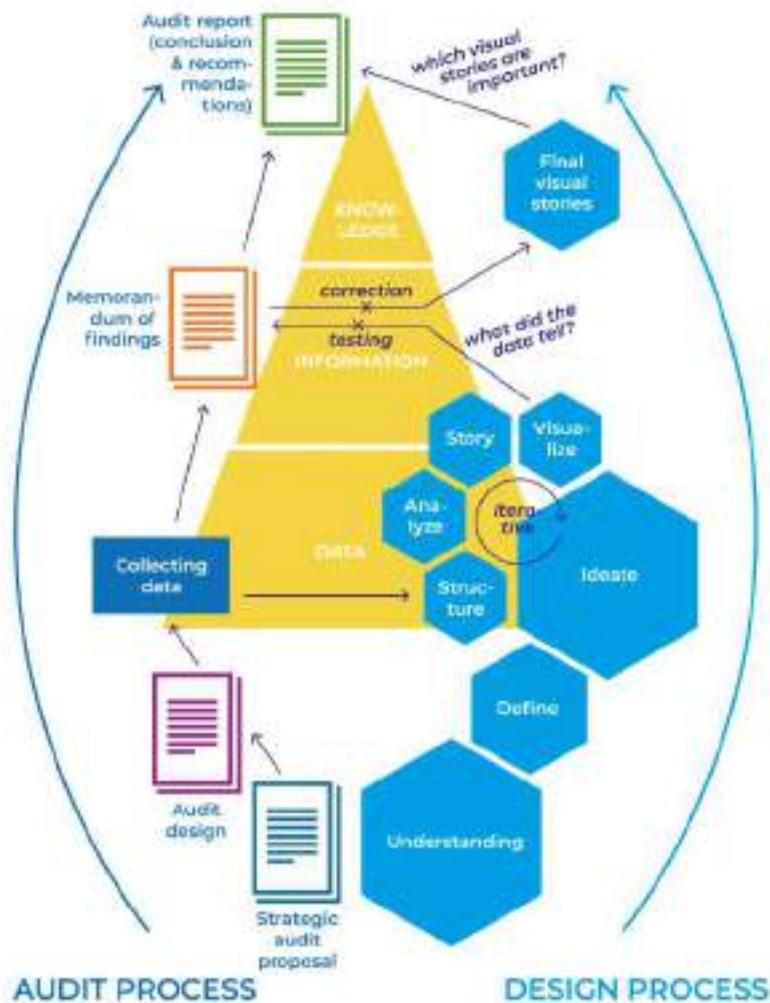 Audit report
(conclusion
& recom-
menda-
tions)
which visual
stories are
important?
Final
visual
stories
KNOW-
LEDGE
Memoran-
dum of
findings
correction
testing
INFORMATION
what did the
data tell?
Story
Visua-
lize
Ana-
lyze
itera
tive
Ideate
DATA
Collecting
data
Struc-
ture
Define
Audit
design
Understanding
Strategic
audit
proposal
AUDIT PROCESS
DESIGN PROCESS